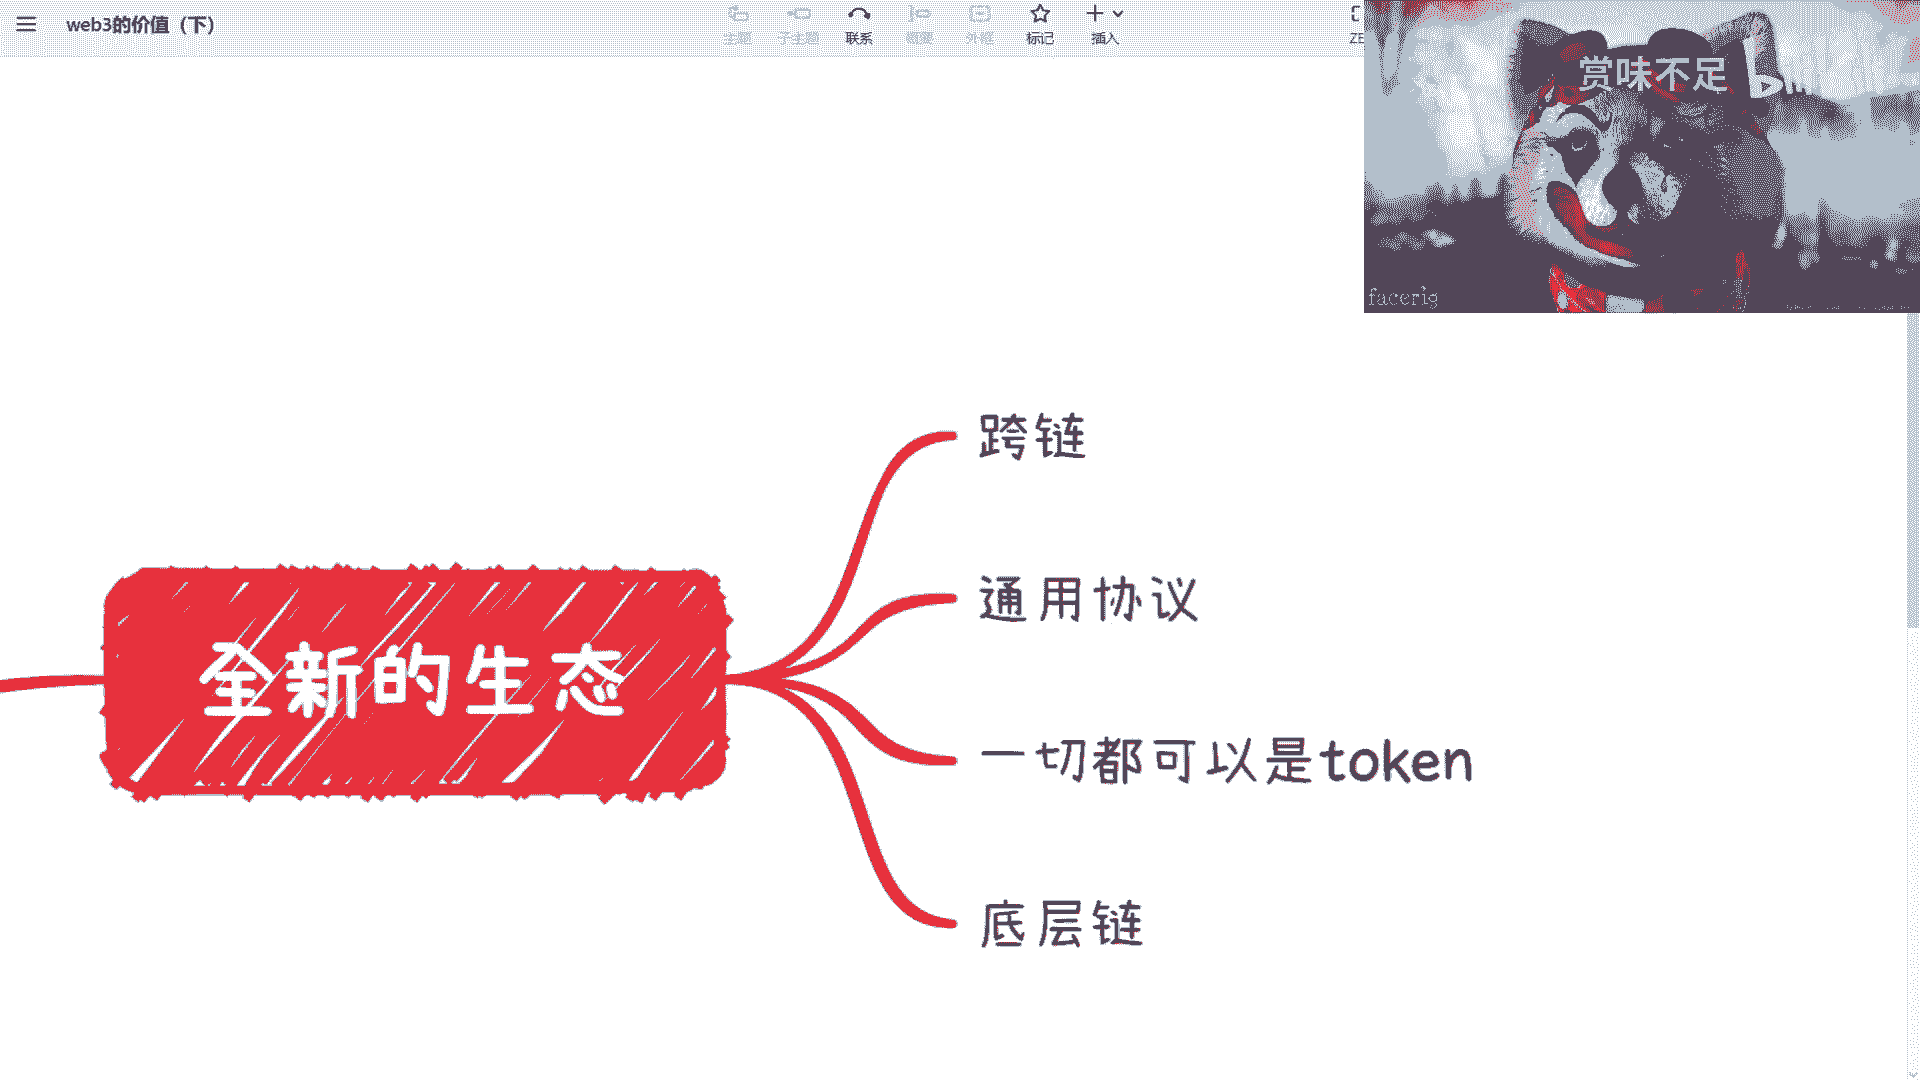 web3的价值（下）
主题 子主题 联系 概要 外框 标记 插入
赏味不足
facerig
跨链
通用协议
全新的生态
一切都可以是token
底层链